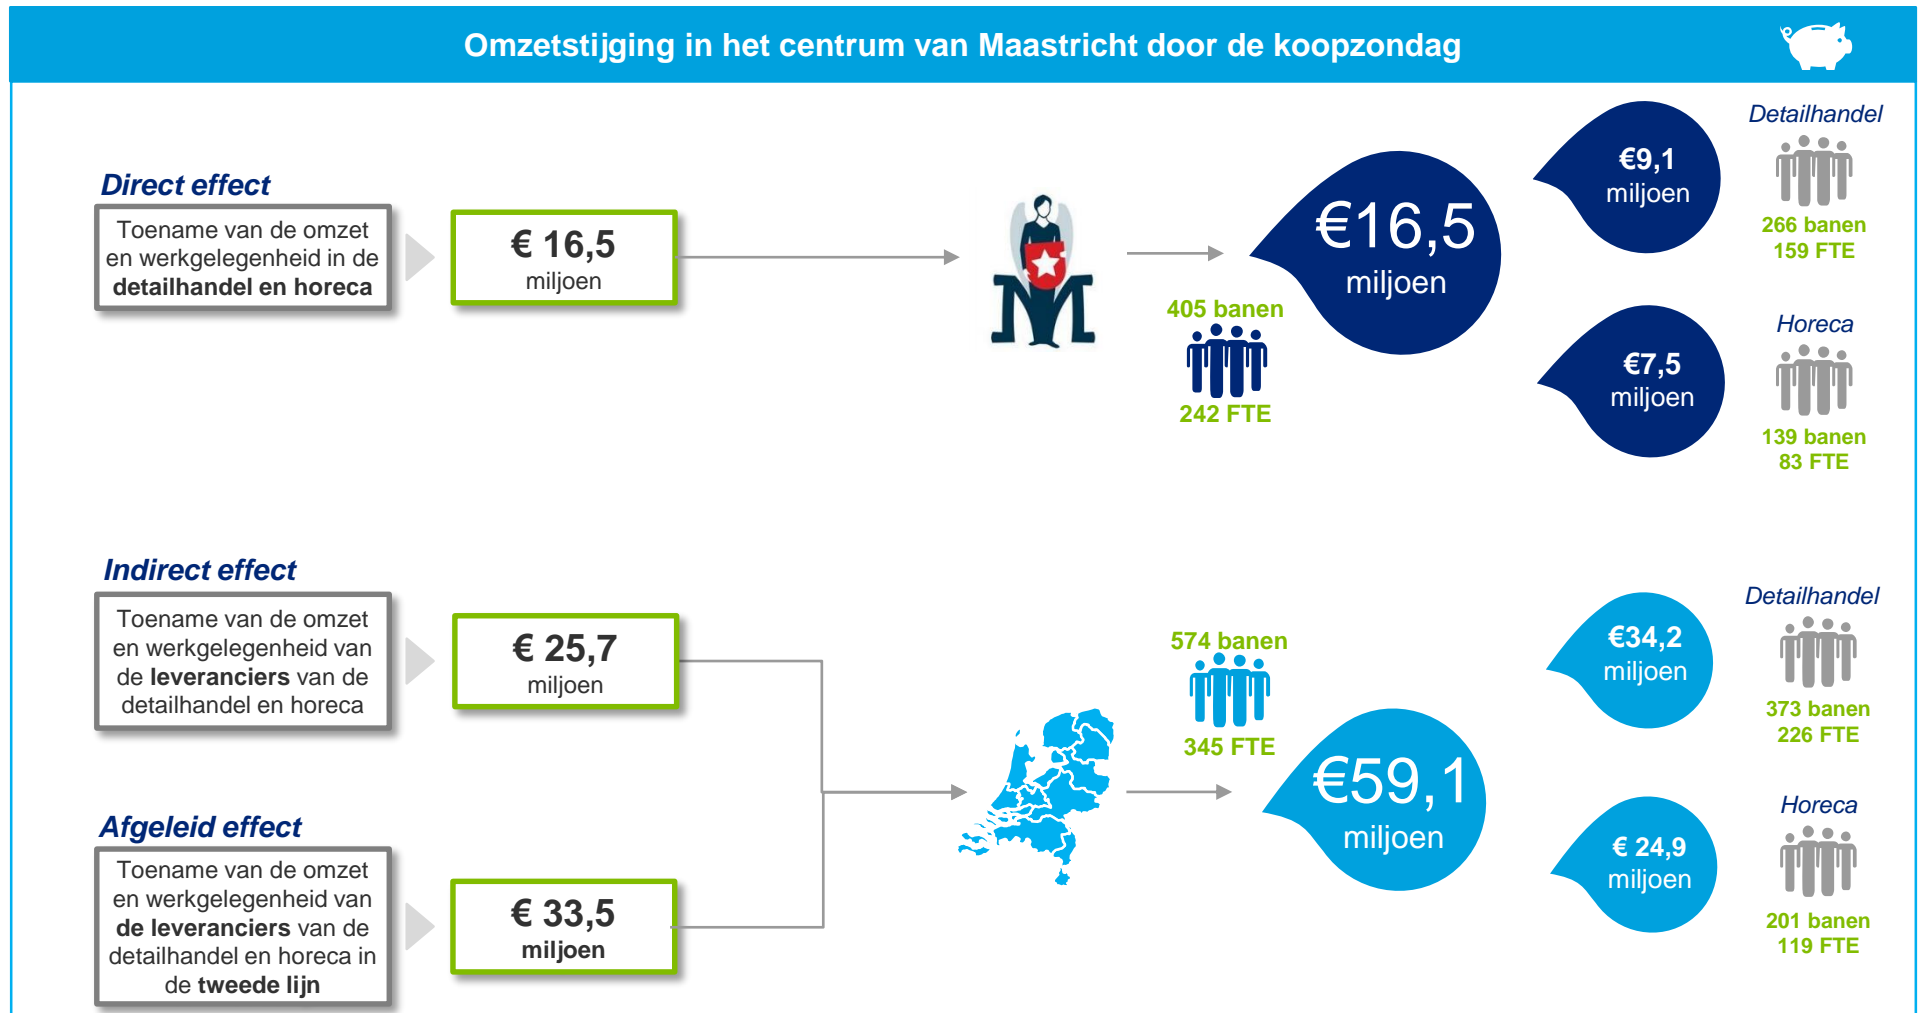 Omzetstijging in het centrum van Maastricht door de koopzondag
Direct effect
Toename van de omzet
en werkgelegenheid in de
detailhandel en horeca
€ 16,5
miljoen
405 banen
242 FTE
€16,5
miljoen
€9,1
miljoen
Detailhandel
266 banen
159 FTE
€7,5
miljoen
Horeca
139 banen
83 FTE
Indirect effect
Toename van de omzet
en werkgelegenheid van
de leveranciers van de
detailhandel en horeca
€ 25,7
miljoen
Afgeleid effect
Toename van de omzet
en werkgelegenheid van
de leveranciers van de
detailhandel en horeca in
de tweede lijn
€ 33,5
miljoen
574 banen
345 FTE
€59,1
miljoen
€34,2
miljoen
Detailhandel
373 banen
226 FTE
€ 24,9
miljoen
Horeca
201 banen
119 FTE